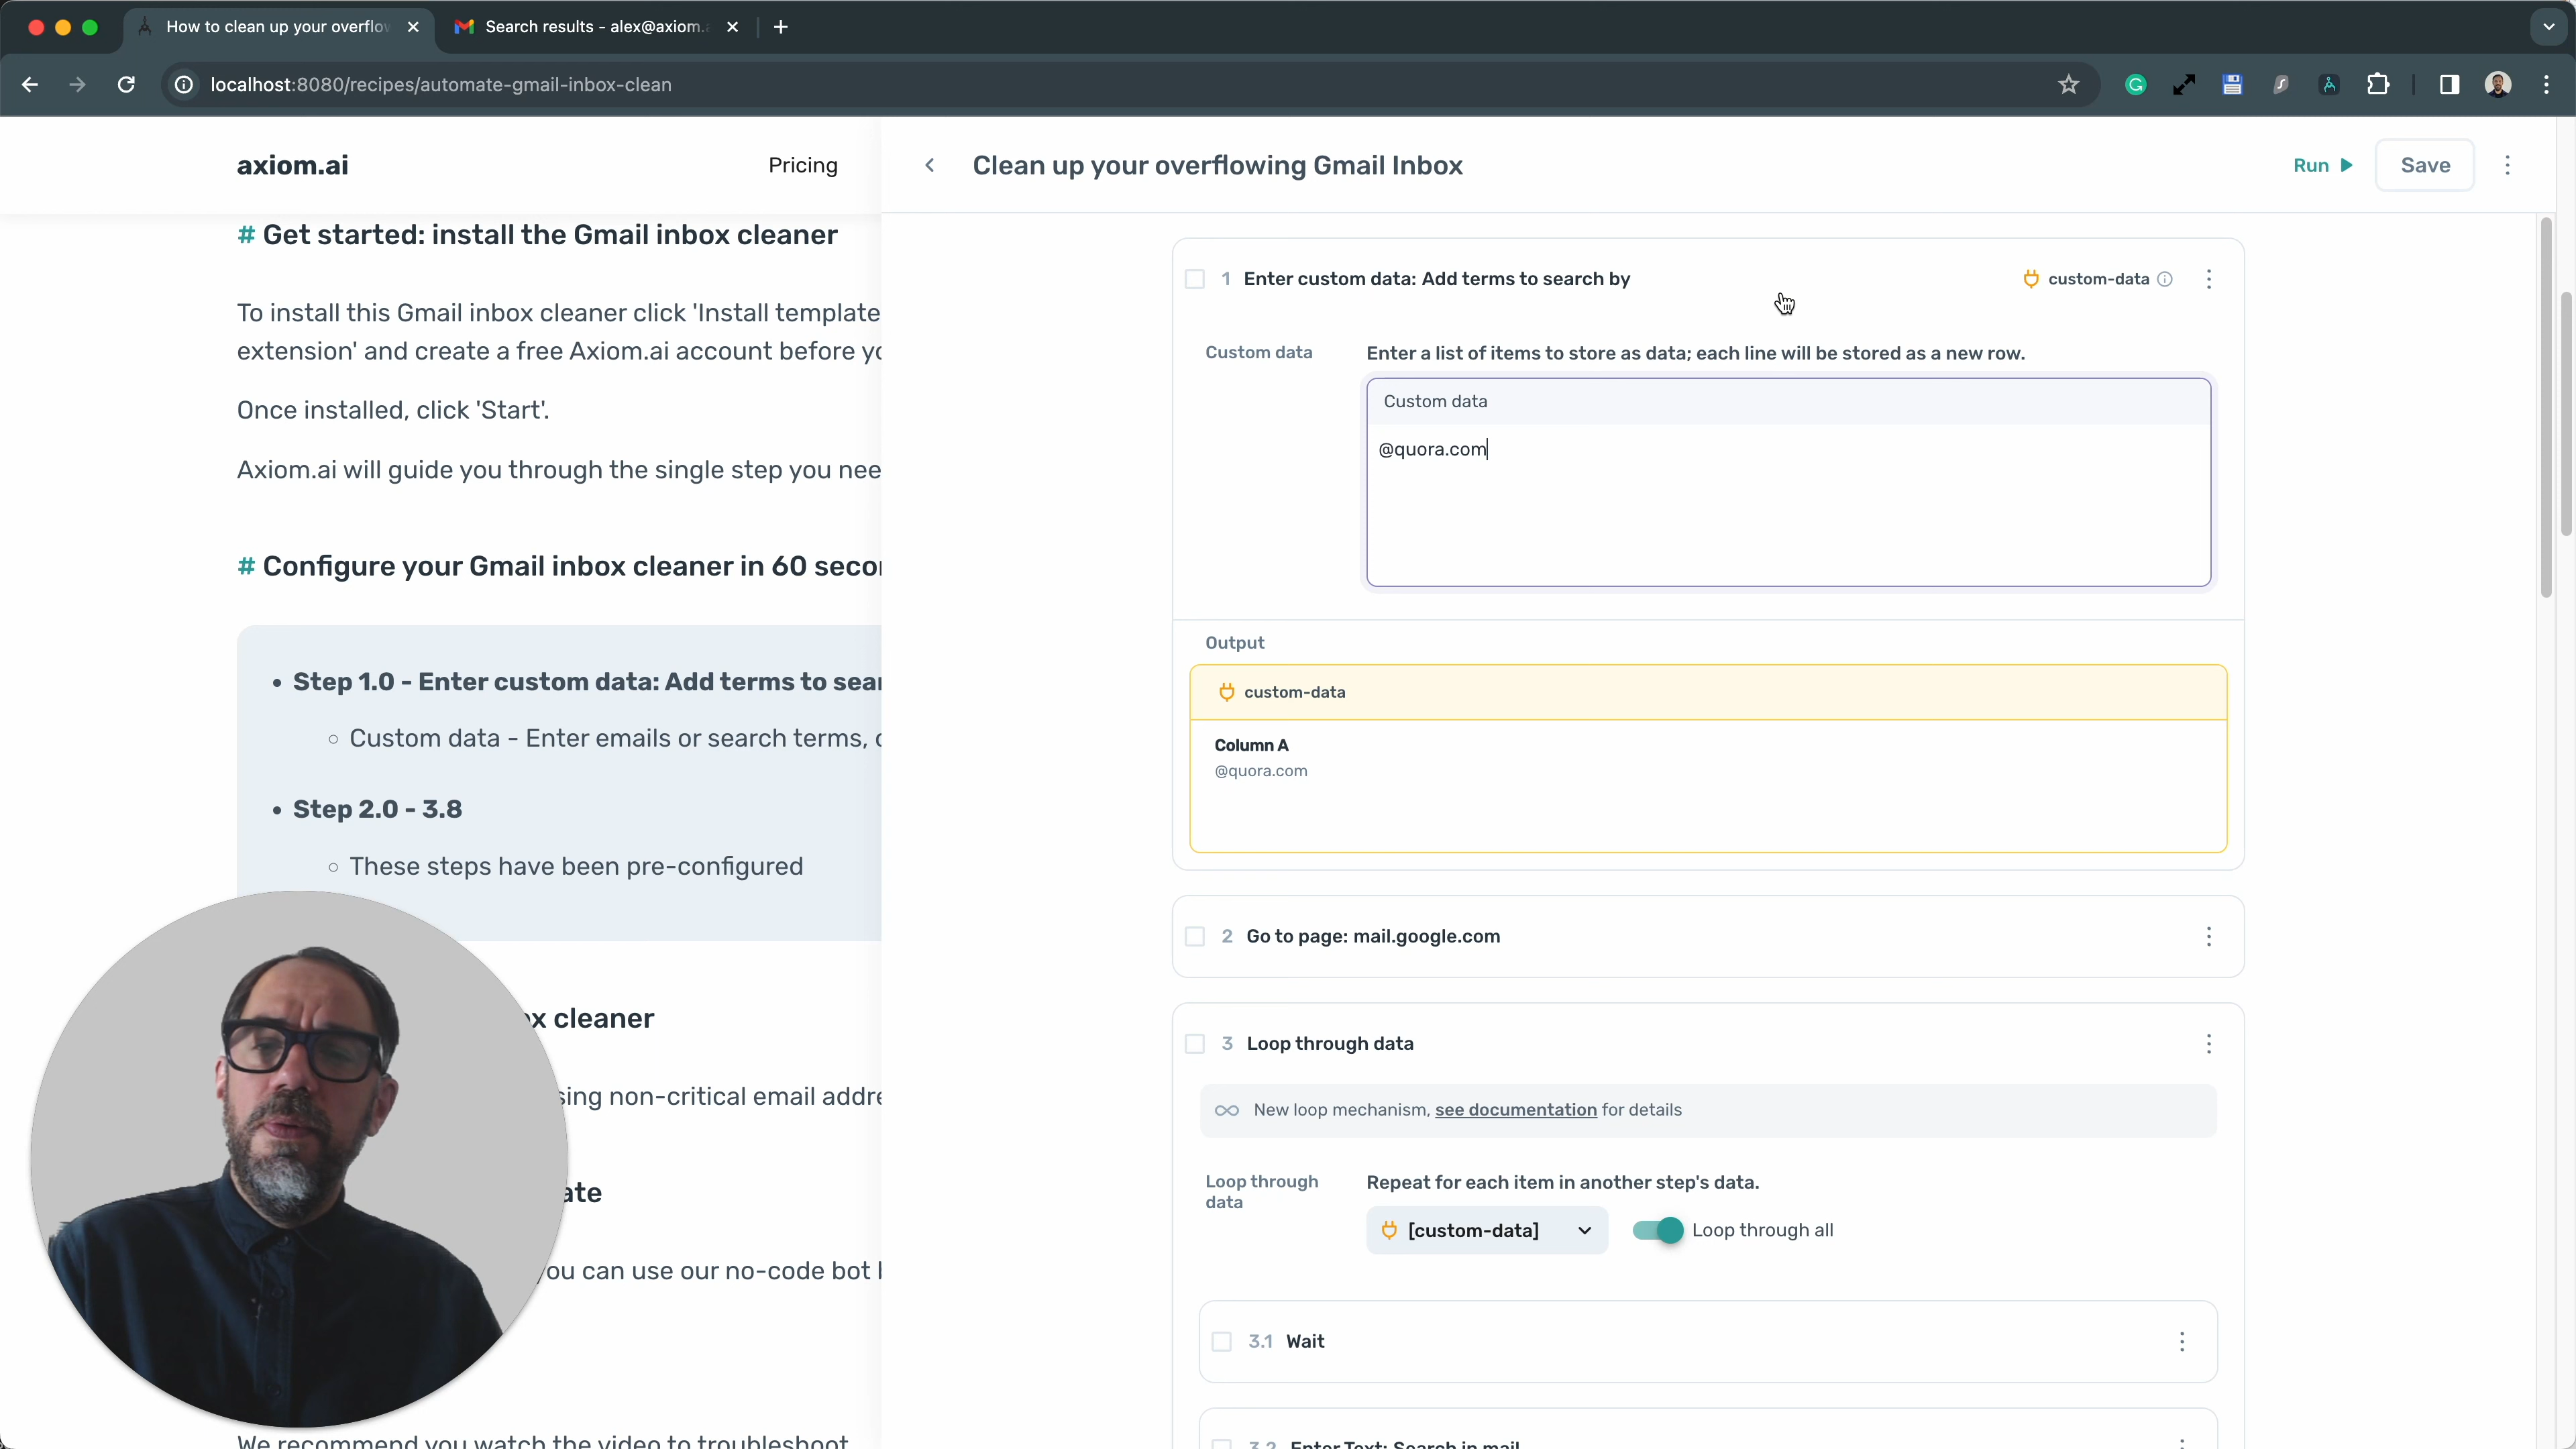 How to clean up your overflow
Search results - alex@axiom.a
localhost:8080/recipes/automate-gmail-inbox-clean
axiom.ai
Pricing
# Get started: install the Gmail inbox cleaner
To install this Gmail inbox cleaner click 'Install template
extension' and create a free Axiom.ai account before yo
Once installed, click 'Start'.
Axiom.ai will guide you through the single step you nee
# Configure your Gmail inbox cleaner in 60 secon
• Step 1.0 - Enter custom data: Add terms to sear
Custom data - Enter emails or search terms, o
• Step 2.0 - 3.8
These steps have been pre-configured
x cleaner
sing non-critical email addre
ate
ou can use our no-code bot b
We recommend you watch the video to troubleshoot
Clean up your overflowing Gmail Inbox
Run
Save
1 Enter custom data: Add terms to search by
custom-data
Custom data
Enter a list of items to store as data; each line will be stored as a new row.
Custom data
@quora.com
Output
custom-data
Column A
@quora.com
2 Go to page: mail.google.com
3 Loop through data
New loop mechanism, see documentation for details
Loop through
data
Repeat for each item in another step's data.
[custom-data]
Loop through all
3.1 Wait
3.2 Enter Text: Search in mail